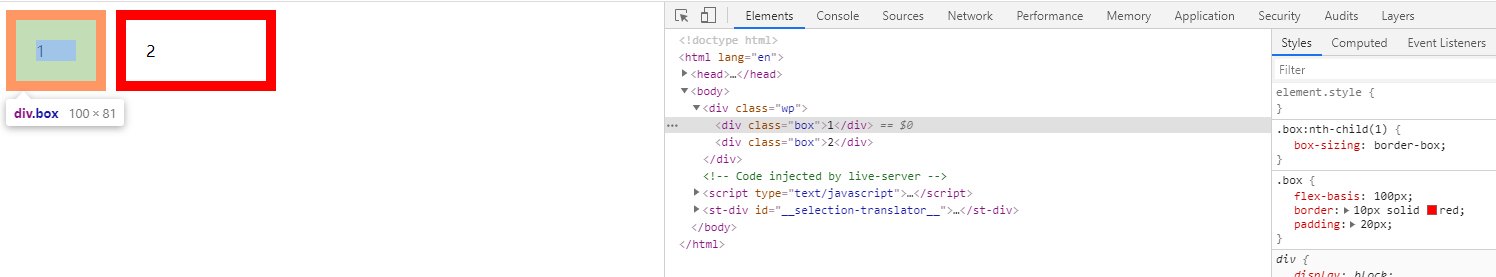 1
2
div.box 100 × 81
Elements Console Sources Network Performance Memory Application Security Audits Layers
<!doctype html>
<html lang="en">
<head>…</head>
<body>
<div class="wp">
… <div class="box">1</div> == $0
<div class="box">2</div>
</div>
<!-- Code injected by live-server -->
<script type="text/javascript">…</script>
<st-div id="__selection-translator__">…</st-div>
</body>
</html>
Styles Computed Event Listeners
Filter
element.style {
}
.box:nth-child(1) {
box-sizing: border-box;
}
.box {
flex-basis: 100px;
border: 10px solid red;
padding: 20px;
}
div {
display: block;